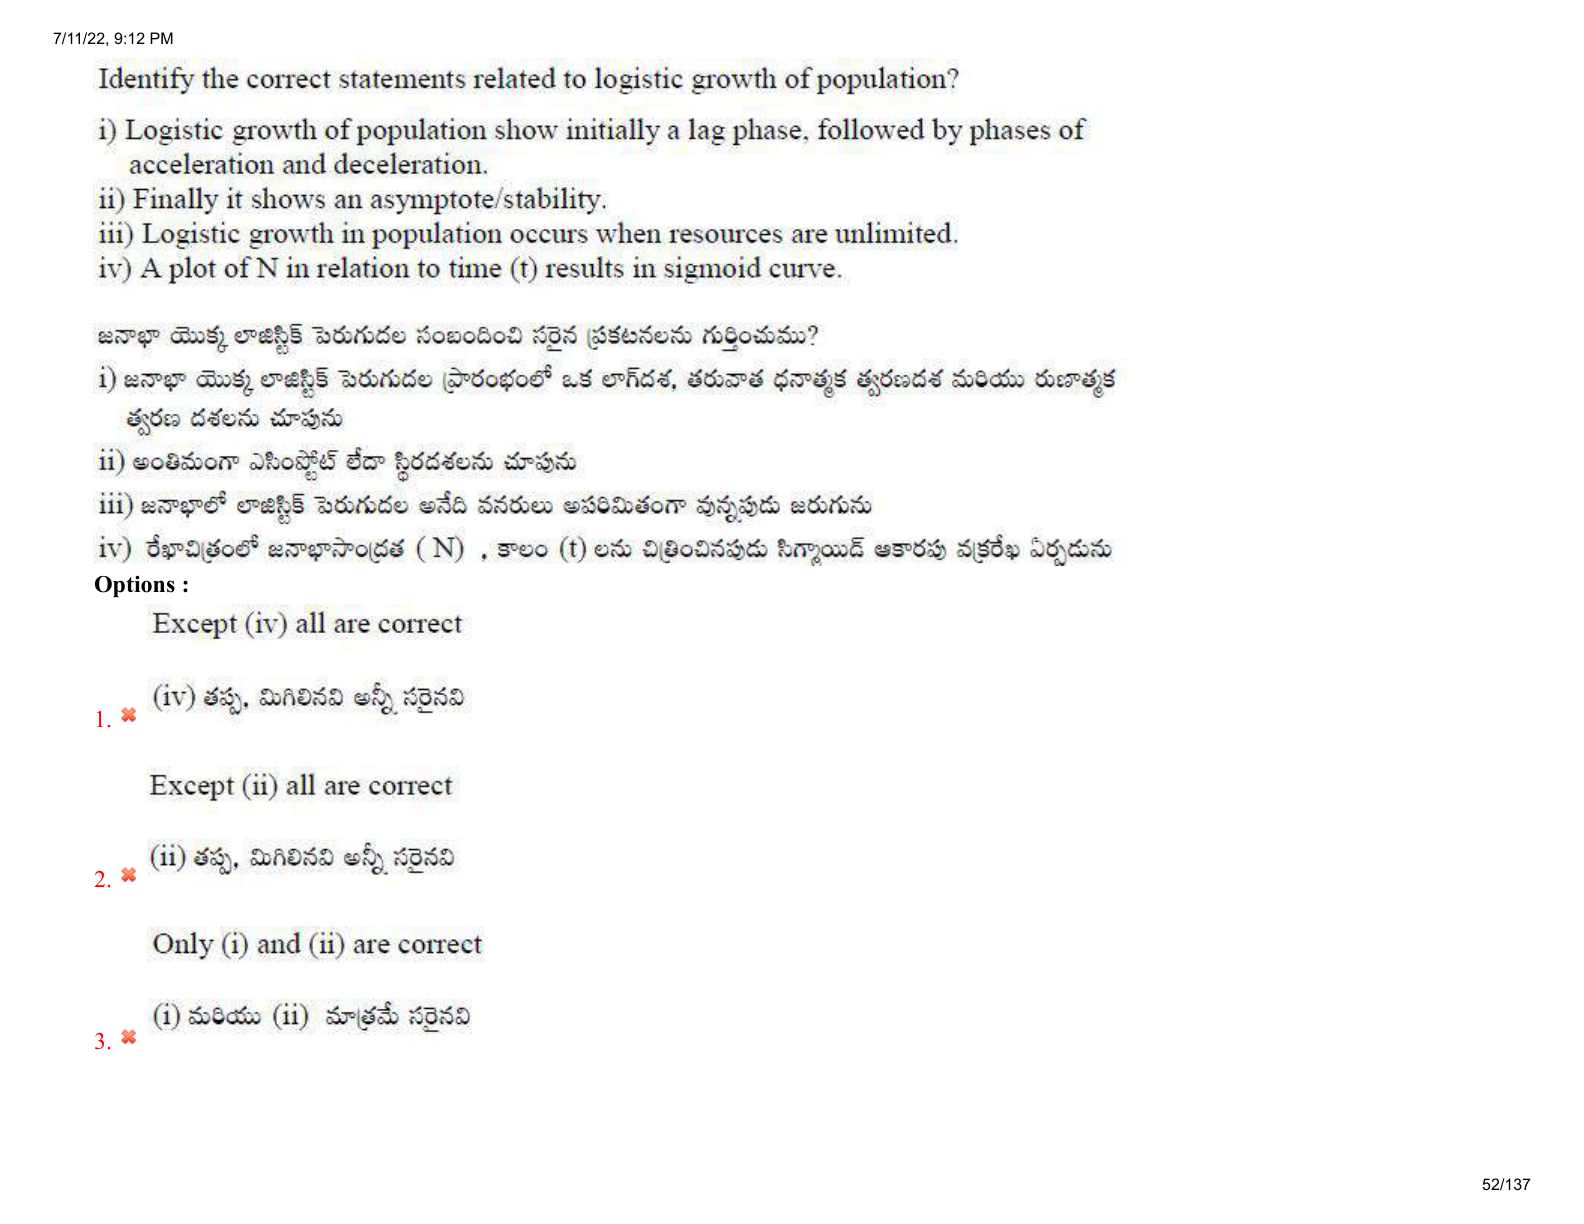 7/11/22, 9:12 PM
Identify the correct statements related to logistic growth of population?
i) Logistic growth of population show initially a lag phase, followed by phases of
acceleration and deceleration.
ii) Finally it shows an asymptote/stability.
iii) Logistic growth in population occurs when resources are unlimited.
iv) A plot of N in relation to time (t) results in sigmoid curve.
జనాభా యొక్క లాజిస్టిక్ పెరుగుదల సంబందించి సరైన ప్రకటనలను గుర్తించుము?
i) జనాభా యొక్క లాజిస్టిక్ పెరుగుదల ప్రారంభంలో ఒక లాగ్‌దశ, తరువాత ధనాత్మక త్వరణదశ మరియు రుణాత్మక
త్వరణ దశలను చూపును
ii) అంతిమంగా ఎసింప్టోట్ లేదా స్థిరదశలను చూపును
iii) జనాభాలో లాజిస్టిక్ పెరుగుదల అనేది వనరులు అపరిమితంగా వున్నపుడు జరుగును
iv) రేఖాచిత్రంలో జనాభాసాంద్రత ( N) , కాలం (t) లను చిత్రించినపుడు సిగ్మాయిడ్ ఆకారపు వక్రరేఖ ఏర్పడును
Options :
Except (iv) all are correct
(iv) తప్ప, మిగిలినవి అన్నీ సరైనవి
1.
Except (ii) all are correct
(ii) తప్ప, మిగిలినవి అన్నీ సరైనవి
2.
Only (i) and (ii) are correct
(i) మరియు (ii) మాత్రమే సరైనవి
3.
52/137